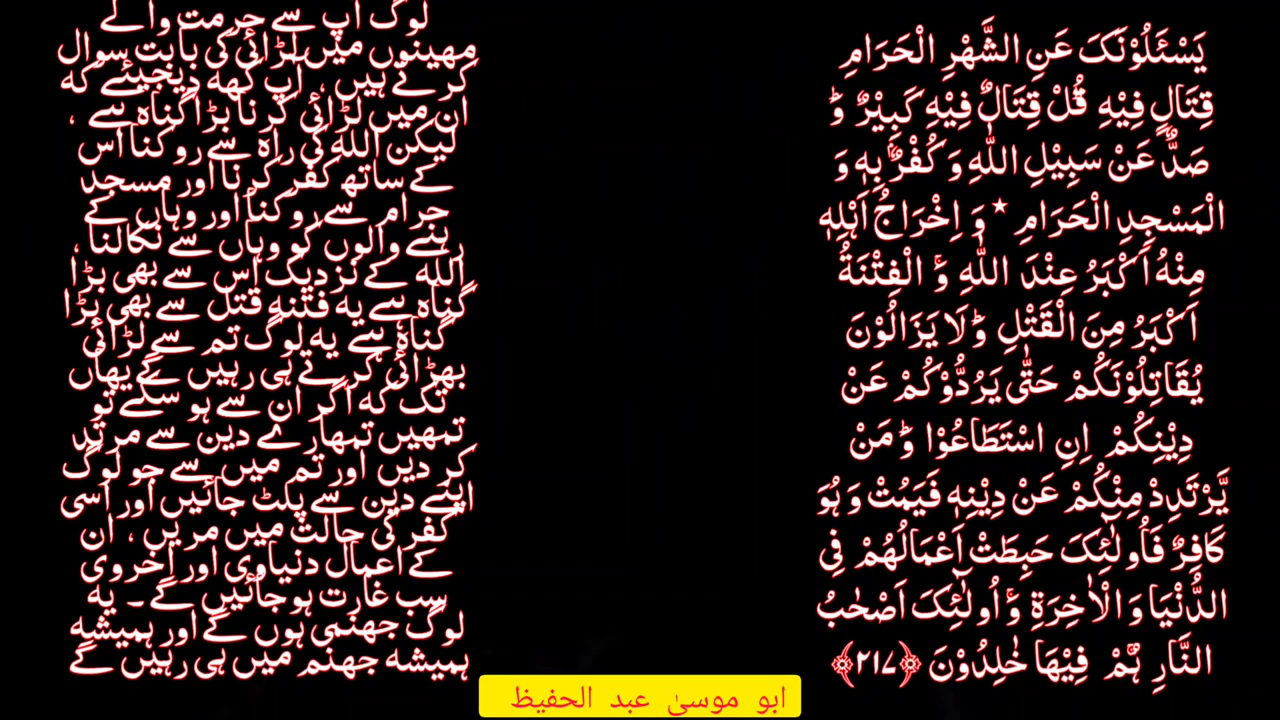 یَسۡـَٔلُوۡنَکَ عَنِ الشَّہۡرِ الۡحَرَامِ
قِتَالٍ فِیۡہِ ؕ قُلۡ قِتَالٌ فِیۡہِ کَبِیۡرٌ ؕ وَ
صَدٌّ عَنۡ سَبِیۡلِ اللّٰہِ وَ کُفۡرٌۢ بِہٖ وَ
الۡمَسۡجِدِ الۡحَرَامِ ٭ وَ اِخۡرَاجُ اَہۡلِہٖ
مِنۡہُ اَکۡبَرُ عِنۡدَ اللّٰہِ ۚ وَ الۡفِتۡنَۃُ
اَکۡبَرُ مِنَ الۡقَتۡلِ ؕ وَ لَا یَزَالُوۡنَ
یُقَاتِلُوۡنَکُمۡ حَتّٰی یَرُدُّوۡکُمۡ عَنۡ
دِیۡنِکُمۡ اِنِ اسۡتَطَاعُوۡا ؕ وَ مَنۡ
یَّرۡتَدِدۡ مِنۡکُمۡ عَنۡ دِیۡنِہٖ فَیَمُتۡ وَ ہُوَ
کَافِرٌ فَاُولٰٓئِکَ حَبِطَتۡ اَعۡمَالُہُمۡ فِی
الدُّنۡیَا وَ الۡاٰخِرَۃِ ۚ وَ اُولٰٓئِکَ اَصۡحٰبُ
النَّارِ ۚ ہُمۡ فِیۡہَا خٰلِدُوۡنَ ﴿۲۱۷﴾
لوگ آپ سے حرمت والے
مہینوں میں لڑائی کی بابت سوال
کرتے ہیں ، آپ کہہ دیجیئے کہ
ان میں لڑائی کرنا بڑا گناہ ہے ،
لیکن اللہ کی راہ سے روکنا اس
کے ساتھ کفر کرنا اور مسجد
حرام سے روکنا اور وہاں کے
رہنے والوں کو وہاں سے نکالنا ،
اللہ کے نزدیک اس سے بھی بڑا
گناہ ہے یہ فتنہ قتل سے بھی بڑا
گناہ ہے یہ لوگ تم سے لڑائی
بھڑائی کرتے ہی رہیں گے یہاں
تک کہ اگر ان سے ہو سکے تو
تمہیں تمہارے دین سے مرتد
کر دیں اور تم میں سے جو لوگ
اپنے دین سے پلٹ جائیں اور اسی
کفر کی حالت میں مریں ، ان
کے اعمال دنیاوی اور اخروی
سب غارت ہو جائیں گے ۔ یہ
لوگ جہنمی ہوں گے اور ہمیشہ
ہمیشہ جہنم میں ہی رہیں گے
ابو موسیٰ عبد الحفیظ